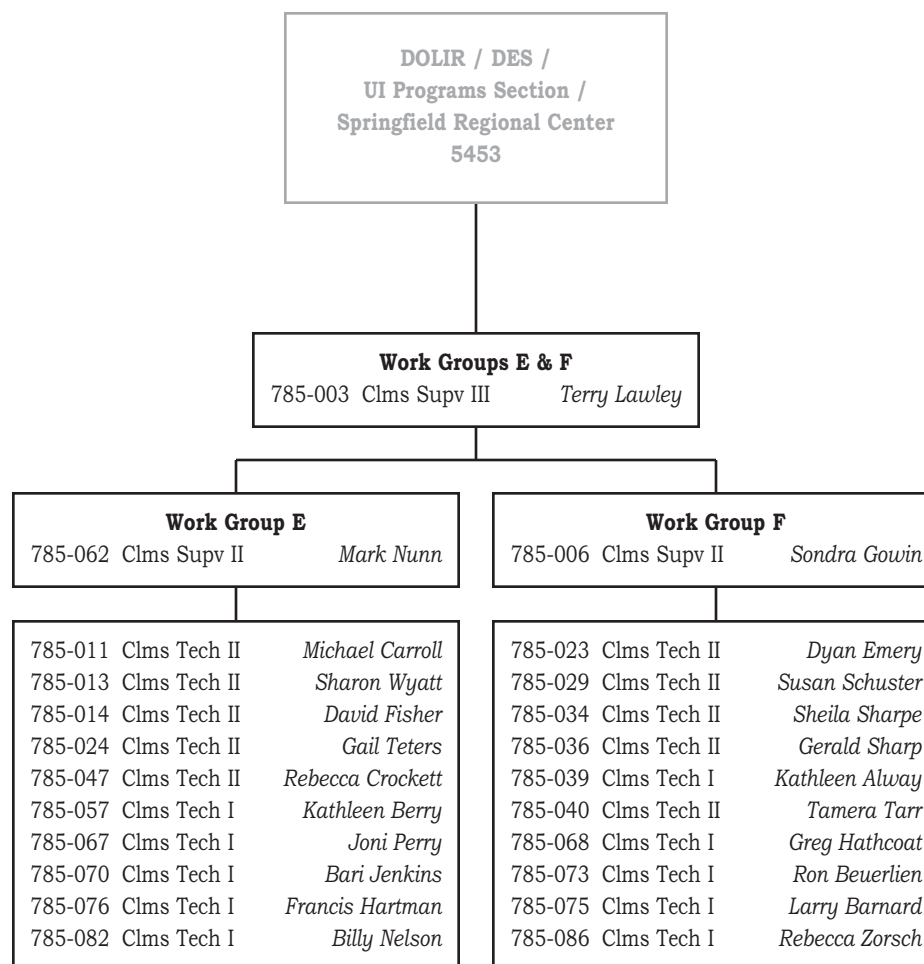 DOLIR / DES /
UI Programs Section /
Springfield Regional Center
5453
Work Groups E & F
785-003 Clms Supv III Terry Lawley
Work Group E
785-062 Clms Supv II Mark Nunn
785-011 Clms Tech II Michael Carroll
785-013 Clms Tech II Sharon Wyatt
785-014 Clms Tech II David Fisher
785-024 Clms Tech II Gail Teters
785-047 Clms Tech II Rebecca Crockett
785-057 Clms Tech I Kathleen Berry
785-067 Clms Tech I Joni Perry
785-070 Clms Tech I Bari Jenkins
785-076 Clms Tech I Francis Hartman
785-082 Clms Tech I Billy Nelson
Work Group F
785-006 Clms Supv II Sondra Gowin
785-023 Clms Tech II Dyan Emery
785-029 Clms Tech II Susan Schuster
785-034 Clms Tech II Sheila Sharpe
785-036 Clms Tech II Gerald Sharp
785-039 Clms Tech I Kathleen Alway
785-040 Clms Tech II Tamera Tarr
785-068 Clms Tech I Greg Hathcoat
785-073 Clms Tech I Ron Beuerlien
785-075 Clms Tech I Larry Barnard
785-086 Clms Tech I Rebecca Zorsch